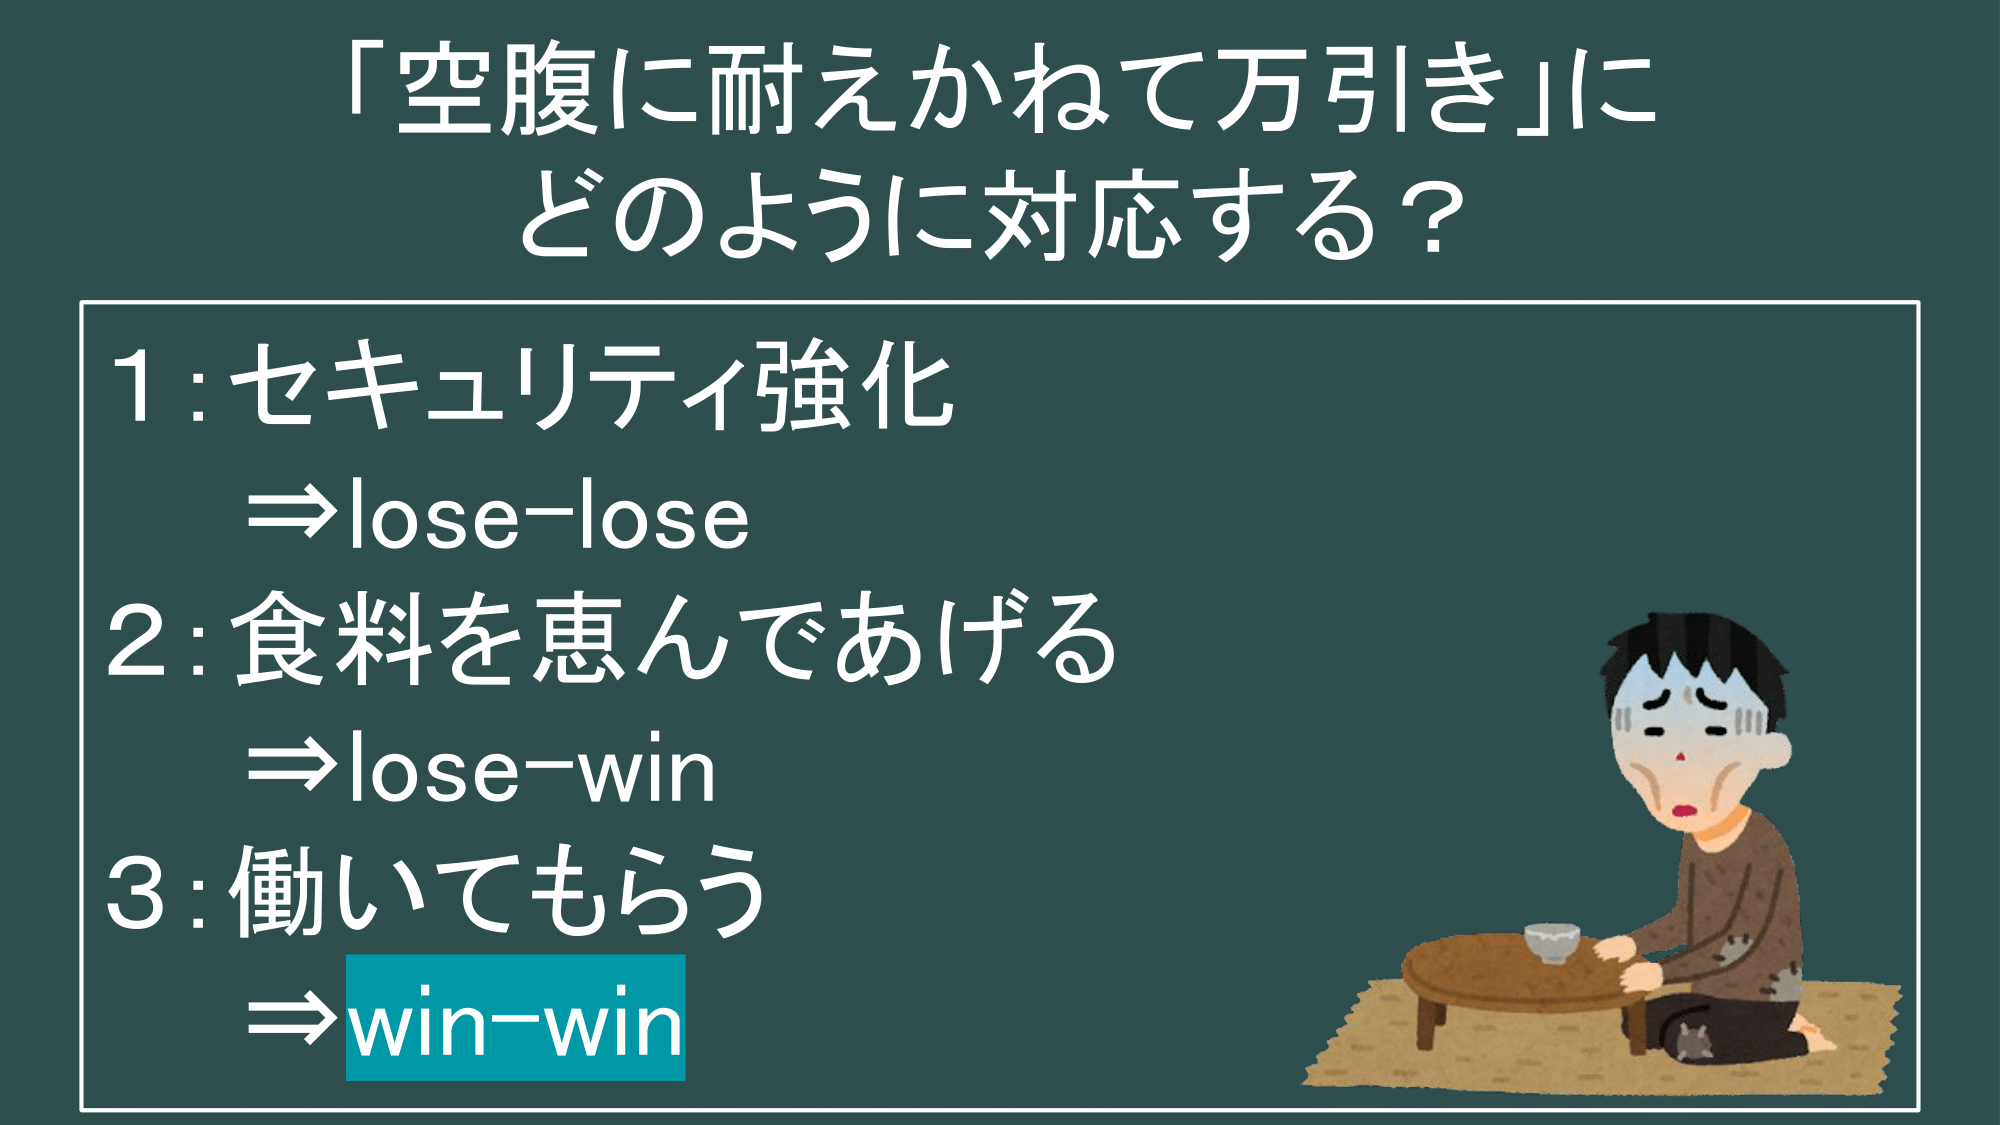 「空腹に耐えかねて万引き」に
どのように対応する？
１：セキュリティ強化
⇒lose-lose
２：食料を恵んであげる
⇒lose-win
３：働いてもらう
⇒win-win